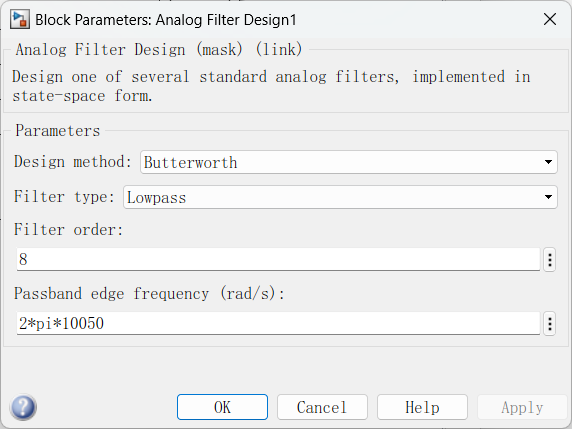 Block Parameters: Analog Filter Design1
Analog Filter Design (mask) (link)
Design one of several standard analog filters, implemented in
state-space form.
Parameters
Design method: Butterworth
Filter type: Lowpass
Filter order:
8
Passband edge frequency (rad/s):
2*pi*10050
OK Cancel Help Apply